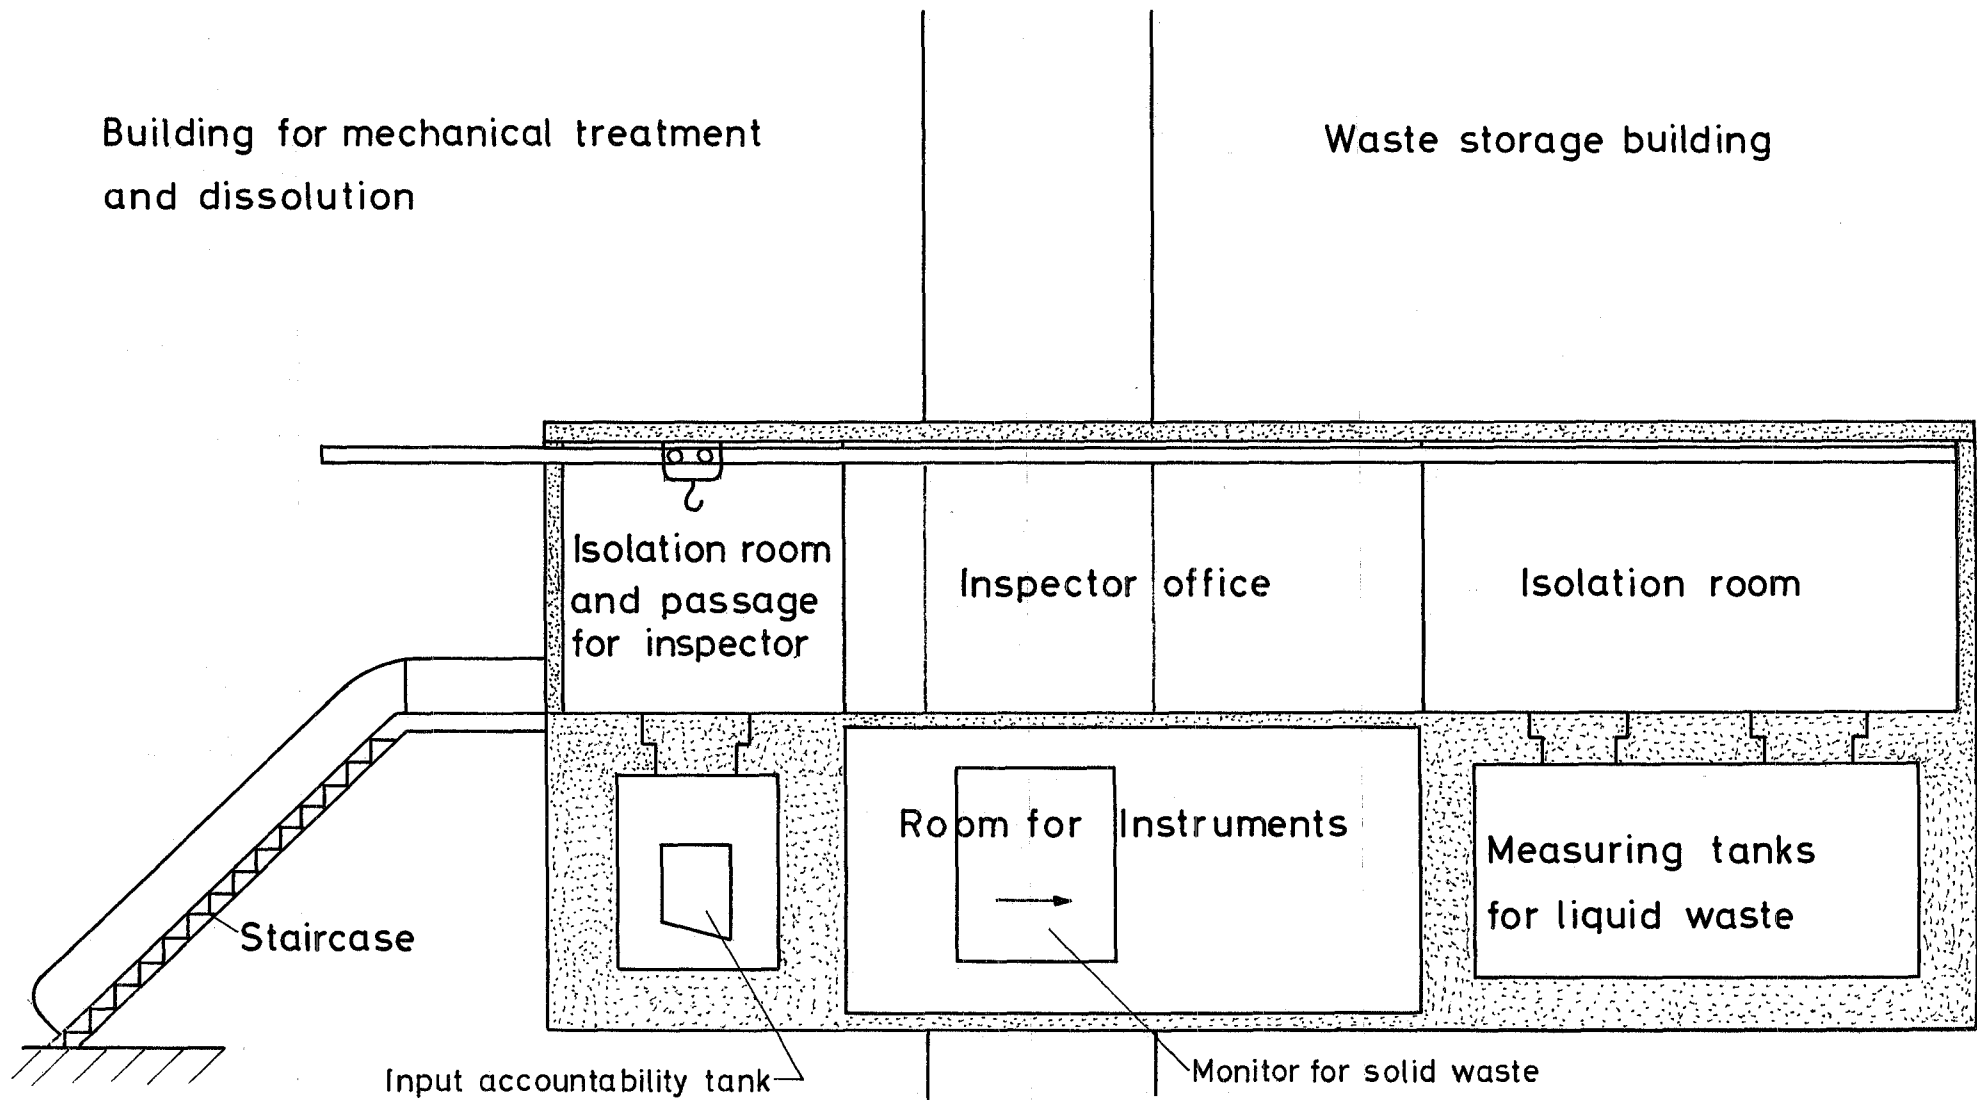 Building for mechanical treatment
and dissolution
Waste storage building
Isolation room
and passage
for inspector
Inspector office
Isolation room
Room for Instruments
Measuring tanks
for liquid waste
Staircase
Input accountability tank
Monitor for solid waste